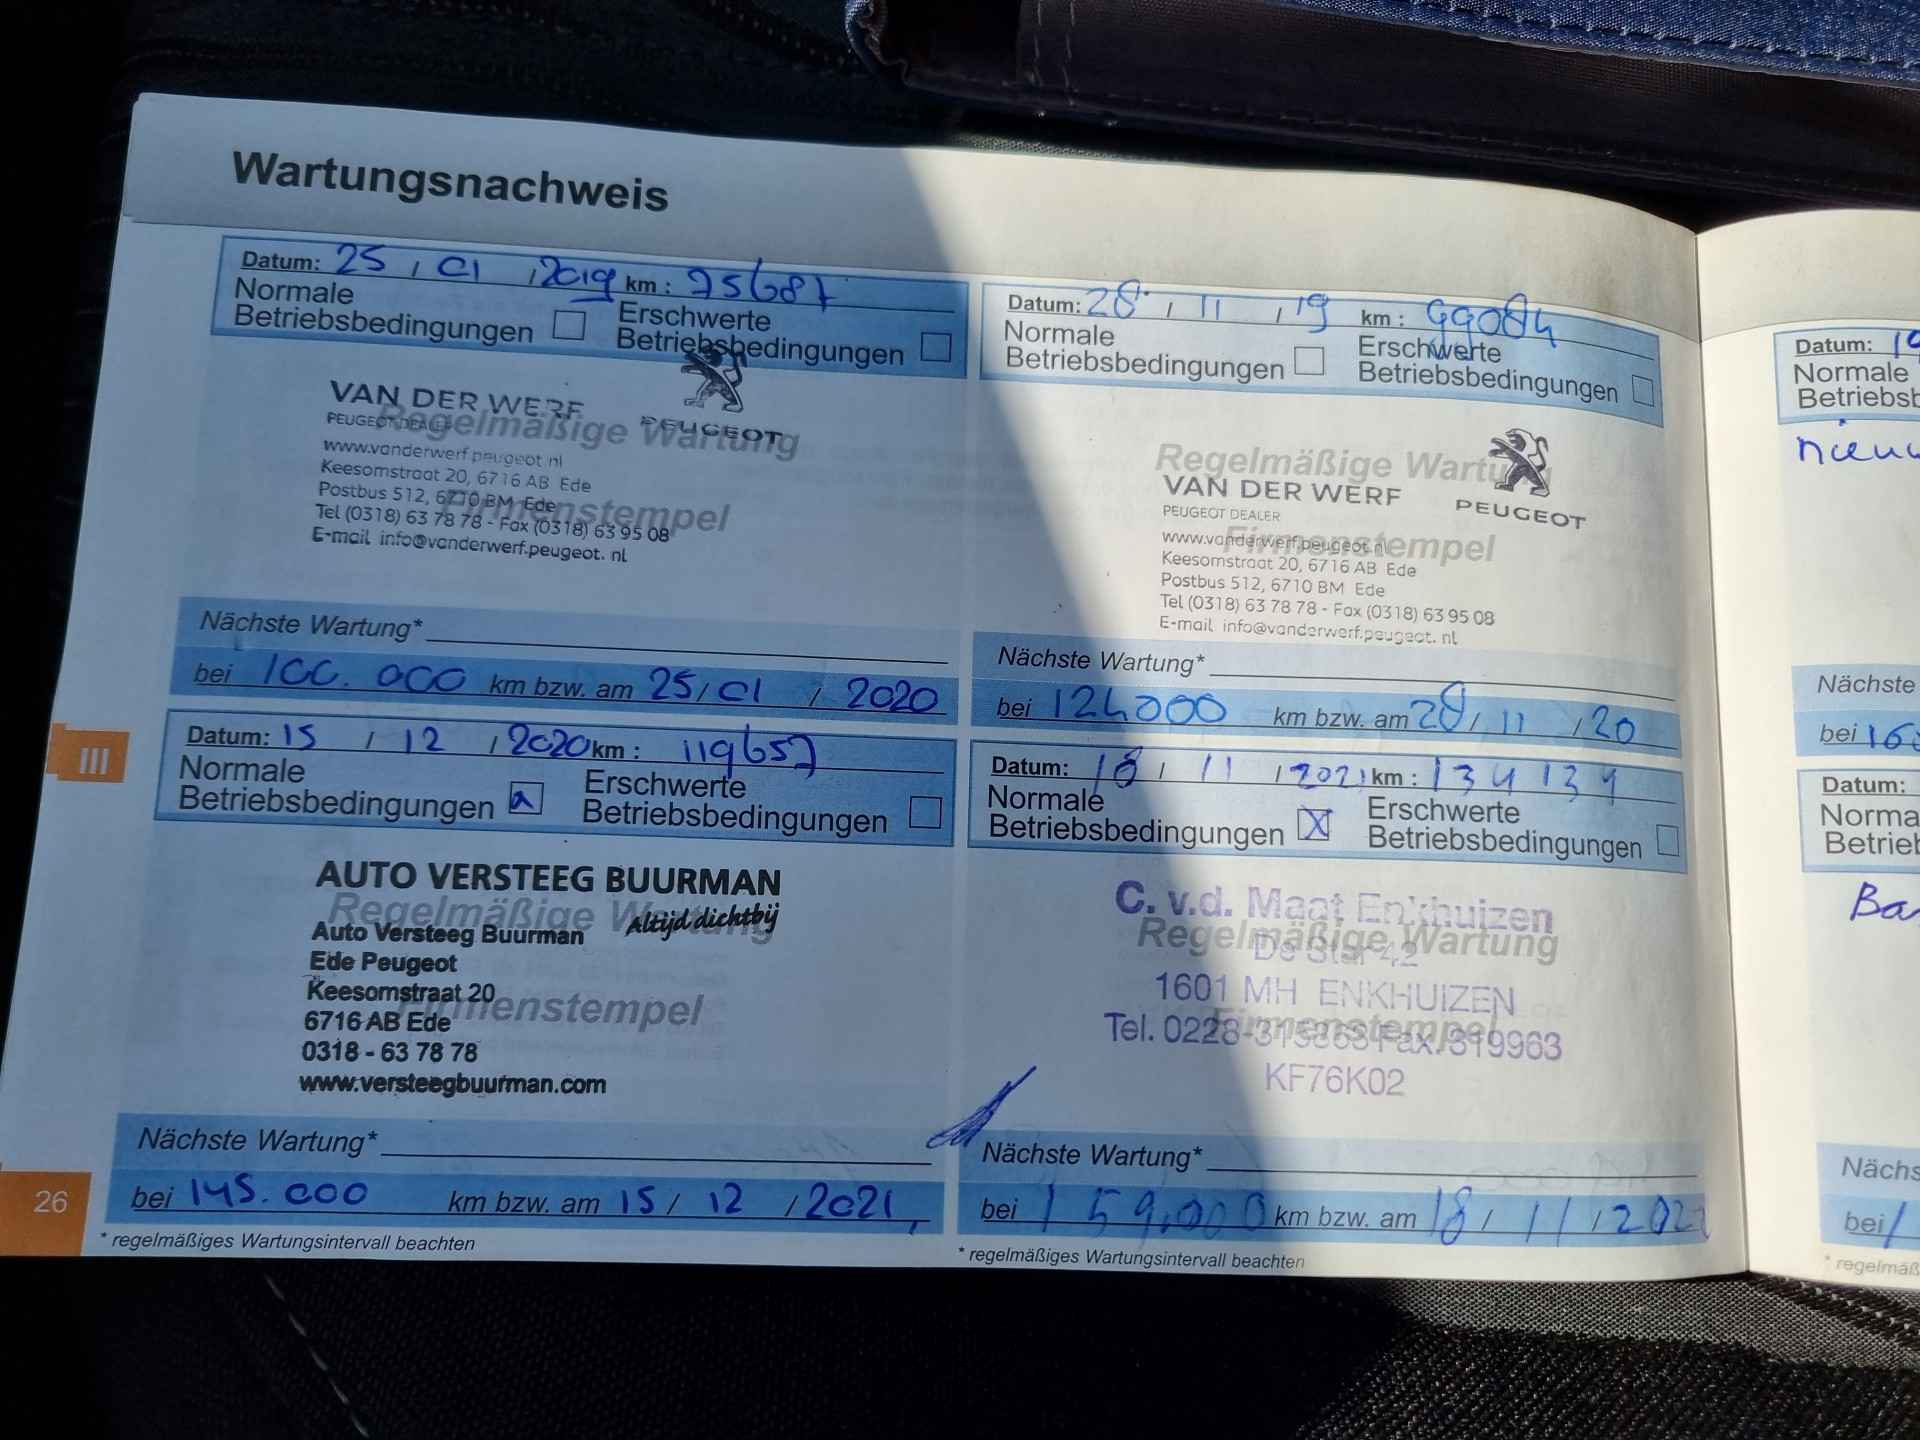 Wartungsnachweis
Datum: 25 / 01 / 2019 km : 75687
Normale
Betriebsbedingungen
Erschwerte
Betriebsbedingungen
VAN DER WERF
PEUGEOT DEALER
PEUGEOT
Regelmäßige Wartung
www.vanderwerf.peugeot.nl
Keesomstraat 20, 6716 AB Ede
Postbus 512, 6710 BM Ede
Firmenstempel
Tel (0318) 63 78 78 - Fax (0318) 63 95 08
E-mail info@vanderwerf.peugeot. nl
Nächste Wartung*
bei 100.000 km bzw. am 25 / 01 / 2020
Datum: 28 / 11 / 19 km : 99084
Normale
Betriebsbedingungen
Erschwerte
Betriebsbedingungen
Regelmäßige Wartung
VAN DER WERF
PEUGEOT DEALER
PEUGEOT
www.vanderwerf.peugeot.nl
Firmenstempel
Keesomstraat 20, 6716 AB Ede
Postbus 512, 6710 BM Ede
Tel (0318) 63 78 78 - Fax (0318) 63 95 08
E-mail info@vanderwerf.peugeot. nl
Nächste Wartung*
bei 124000 km bzw. am 28 / 11 / 20
III
Datum: 15 / 12 / 2020 km : 119657
Normale
Betriebsbedingungen
Erschwerte
Betriebsbedingungen
AUTO VERSTEEG BUURMAN
Regelmäßige Wartung
Altijd dichtbij
Auto Versteeg Buurman
Ede Peugeot
Keesomstraat 20
Firmenstempel
6716 AB Ede
0318 - 63 78 78
www.versteegbuurman.com
Nächste Wartung*
bei 145.000 km bzw. am 15 / 12 / 2021
* regelmäßiges Wartungsintervall beachten
26
Datum: 18 / 11 / 2021 km : 134134
Normale
Betriebsbedingungen X
Erschwerte
Betriebsbedingungen
C. v.d. Maat Enkhuizen
Regelmäßige Wartung
De Star 42
1601 MH ENKHUIZEN
Firmenstempel
Tel. 0228-315363 Fax. 319963
KF76K02
Nächste Wartung*
bei 159.000 km bzw. am 18 / 11 / 2022
* regelmäßiges Wartungsintervall beachten
Datum: 19
Normale
Nächste
bei
Datum: